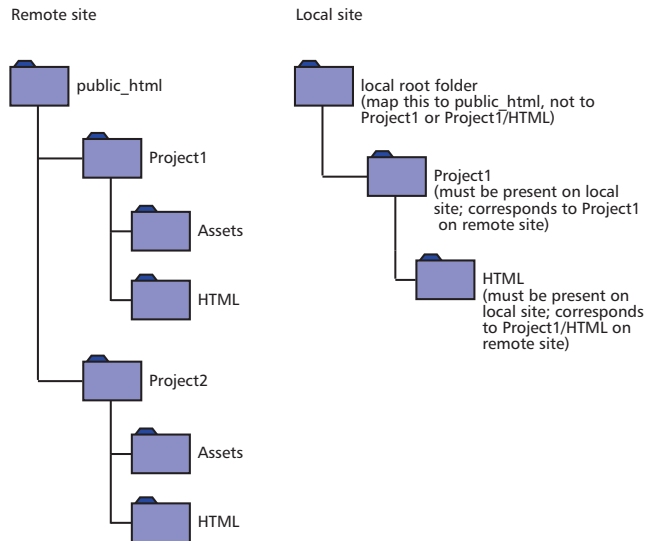 Remote site
public_html
Project1
Assets
HTML
Project2
Assets
HTML
Local site
local root folder
(map this to public_html, not to
Project1 or Project1/HTML)
Project1
(must be present on local
site; corresponds to Project1
on remote site)
HTML
(must be present on
local site; corresponds
to Project1/HTML on
remote site)